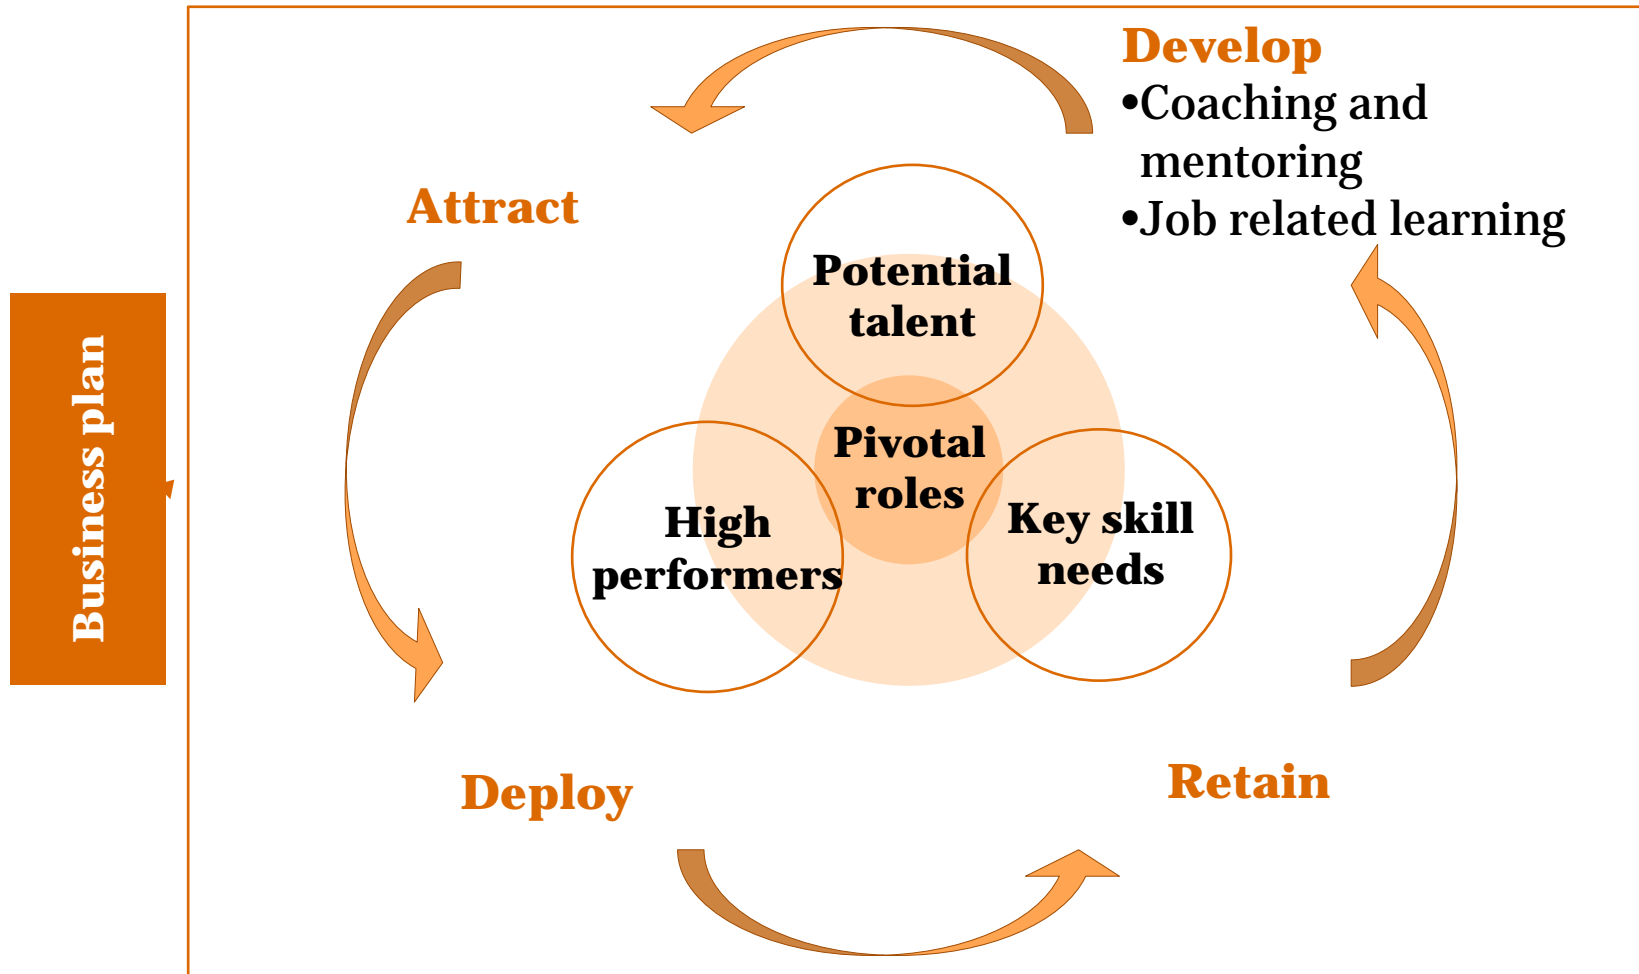 Develop
•Coaching and
mentoring
•Job related learning
Attract
Potential
talent
Business plan
Pivotal
roles
High
performers
Key skill
needs
Deploy
Retain